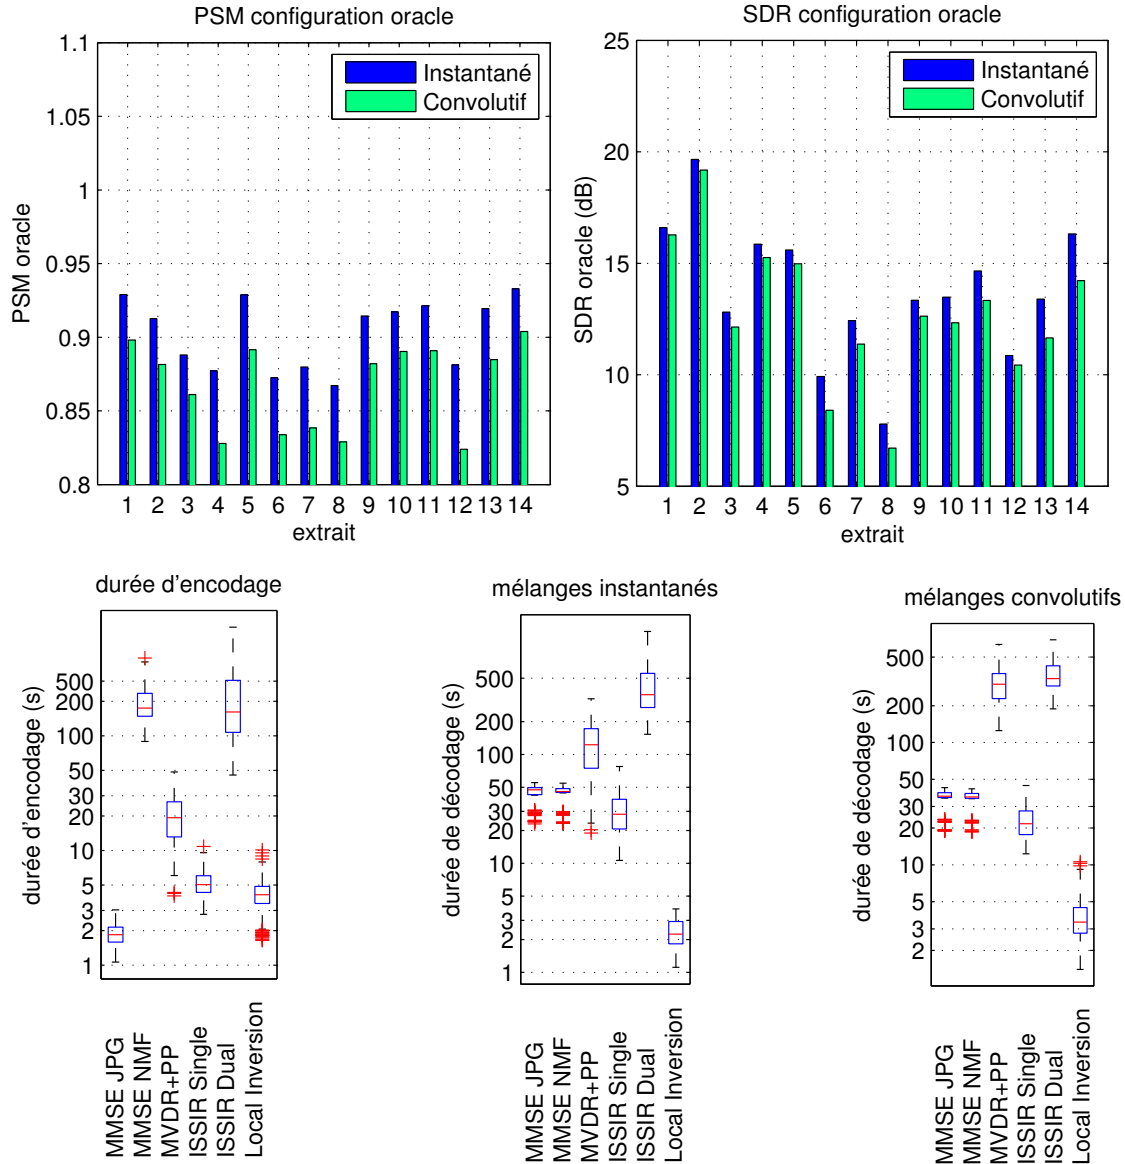 PSM configuration oracle
1.1
1.05
1
0.95
0.9
0.85
0.8
PSM oracle
Instantané
Convolutif
1 2 3 4 5 6 7 8 9 10 11 12 13 14
extrait
SDR configuration oracle
25
20
15
10
5
SDR oracle (dB)
Instantané
Convolutif
1 2 3 4 5 6 7 8 9 10 11 12 13 14
extrait
durée d'encodage
500
200
100
50
30
20
10
5
3
2
1
durée d'encodage (s)
MMSE JPG
MMSE NMF
MVDR+PP
ISSIR Single
ISSIR Dual
Local Inversion
mélanges instantanés
500
200
100
50
30
20
10
5
3
2
1
durée de décodage (s)
MMSE JPG
MMSE NMF
MVDR+PP
ISSIR Single
ISSIR Dual
Local Inversion
mélanges convolutifs
500
200
100
50
30
20
10
5
3
2
durée de décodage (s)
MMSE JPG
MMSE NMF
MVDR+PP
ISSIR Single
ISSIR Dual
Local Inversion